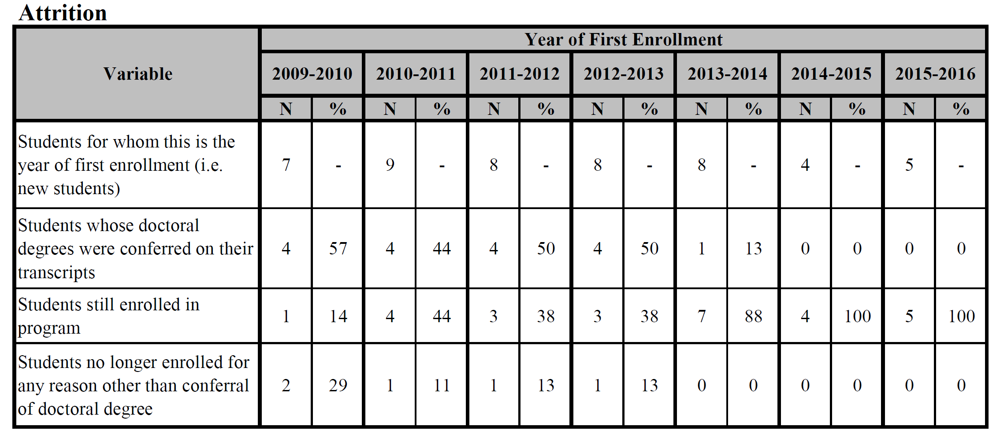 Attrition
Variable
Year of First Enrollment
2009-2010 2010-2011 2011-2012 2012-2013 2013-2014 2014-2015 2015-2016
N % N % N % N % N % N % N %
Students for whom this is the
year of first enrollment (i.e.
new students)
7 - 9 - 8 - 8 - 8 - 4 - 5 -
Students whose doctoral
degrees were conferred on their
transcripts
4 57 4 44 4 50 4 50 1 13 0 0 0 0
Students still enrolled in
program
1 14 4 44 3 38 3 38 7 88 4 100 5 100
Students no longer enrolled for
any reason other than conferral
of doctoral degree
2 29 1 11 1 13 1 13 0 0 0 0 0 0